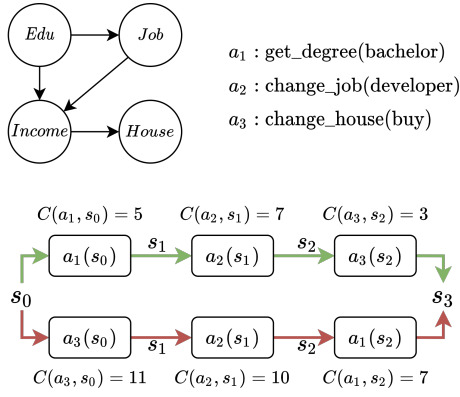 Edu Job
a₁ : get_degree(bachelor)
a₂ : change_job(developer)
Income House
a₃ : change_house(buy)
C(a₁, s₀) = 5 C(a₂, s₁) = 7 C(a₃, s₂) = 3
a₁(s₀) s₁ a₂(s₁) s₂ a₃(s₂)
s₀ s₃
a₃(s₀) s₁ a₂(s₁) s₂ a₁(s₂)
C(a₃, s₀) = 11 C(a₂, s₁) = 10 C(a₁, s₂) = 7